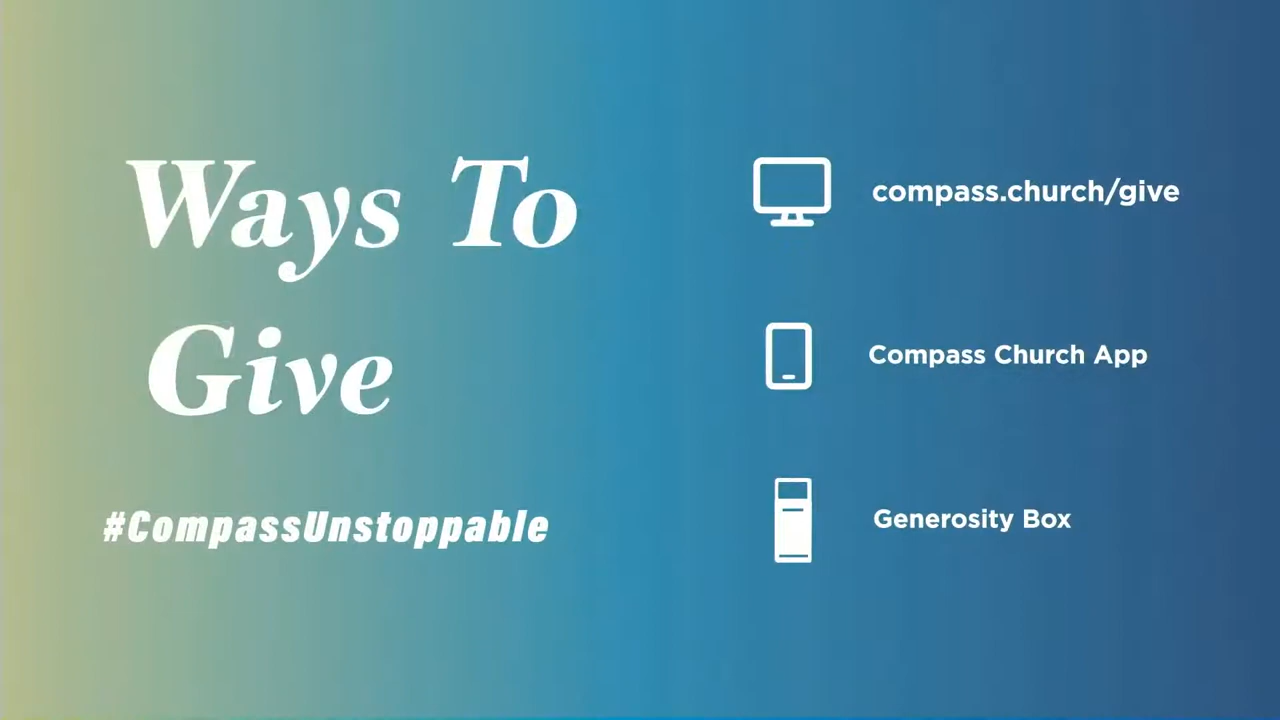 Ways To
Give
#CompassUnstoppable
compass.church/give
Compass Church App
Generosity Box